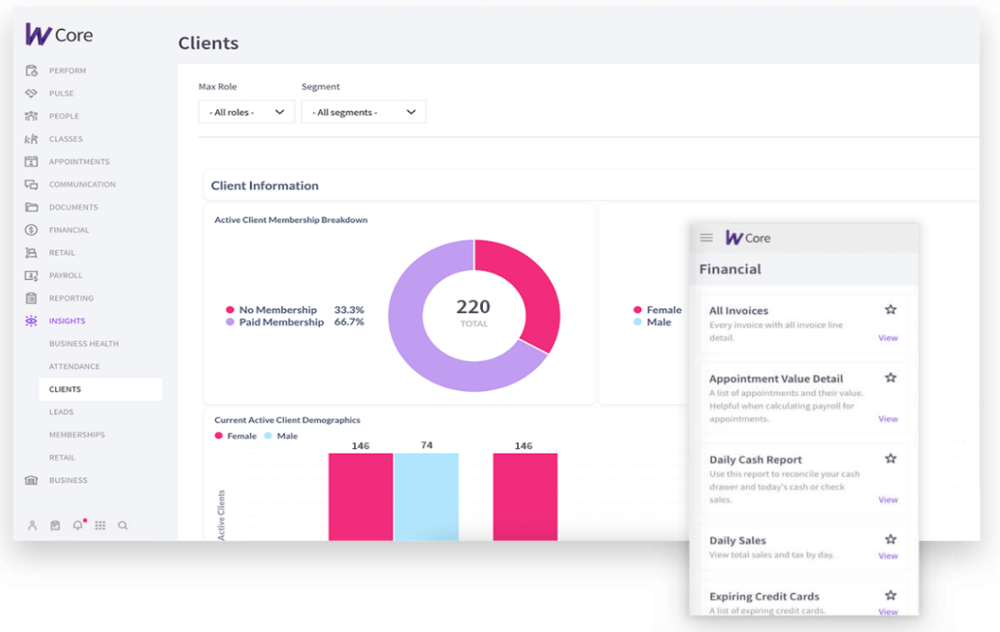 W Core
PERFORM
PULSE
PEOPLE
CLASSES
APPOINTMENTS
COMMUNICATION
DOCUMENTS
FINANCIAL
RETAIL
PAYROLL
REPORTING
INSIGHTS
BUSINESS HEALTH
ATTENDANCE
CLIENTS
LEADS
MEMBERSHIPS
RETAIL
BUSINESS
Clients
Max Role Segment
- All roles - - All segments -
Client Information
Active Client Membership Breakdown
No Membership 33.3%
Paid Membership 66.7%
220
TOTAL
Female
Male
Current Active Client Demographics
Female Male
146 74 146
Active Clients
W Core
Financial
All Invoices
Every invoice with all invoice line
detail.
View
Appointment Value Detail
A list of appointments and their value.
Helpful when calculating payroll for
appointments.
View
Daily Cash Report
Use this report to reconcile your cash
drawer and today's cash or check
sales.
View
Daily Sales
View total sales and tax by day.
View
Expiring Credit Cards
A list of expiring credit cards.
View